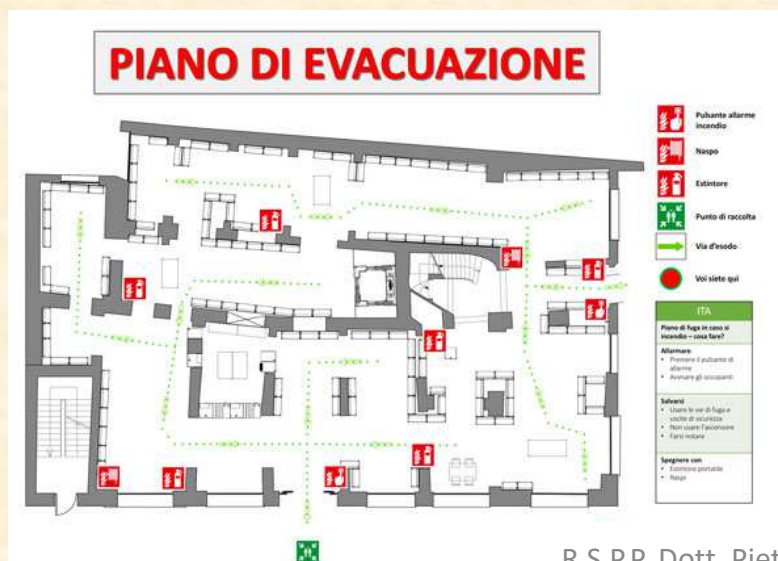 PIANO DI EVACUAZIONE
Pulsante allarme
incendio
Naspo
Estintore
Punto di raccolta
Via d'esodo
Voi siete qui
ITA
Piano di fuga in caso si
incendio – cosa fare?
Allarmare
• Premere il pulsante di
allarme
• Avvisare gli occupanti
Salvarsi
• Usare le vie di fuga e
uscite di sicurezza
• Non usare l'ascensore
• Farsi notare
Spegnere con
• Estintore portatile
• Naspi
R.S.P.P. Dott. Piet